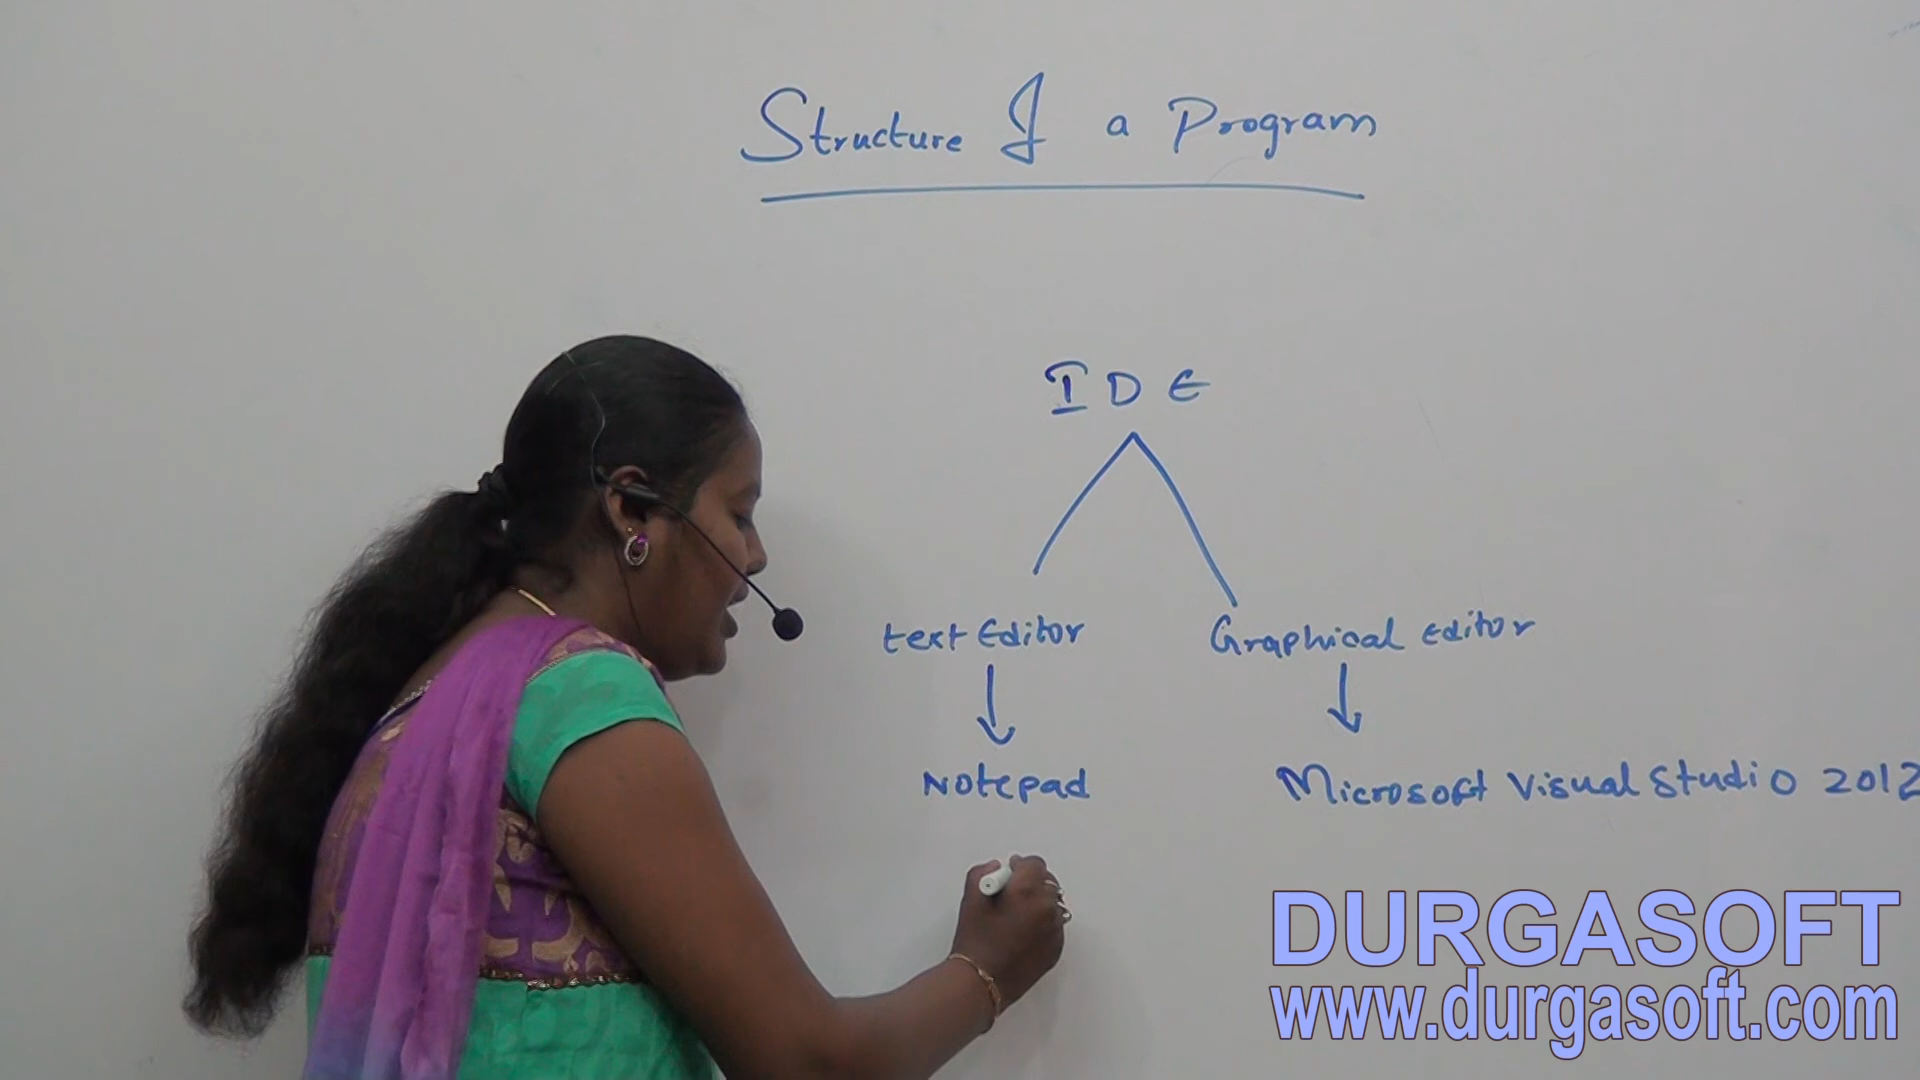 Structure of a Program
IDE
text Editor
Graphical Editor
Notepad
Microsoft Visual Studio 2012
DURGASOFT
www.durgasoft.com